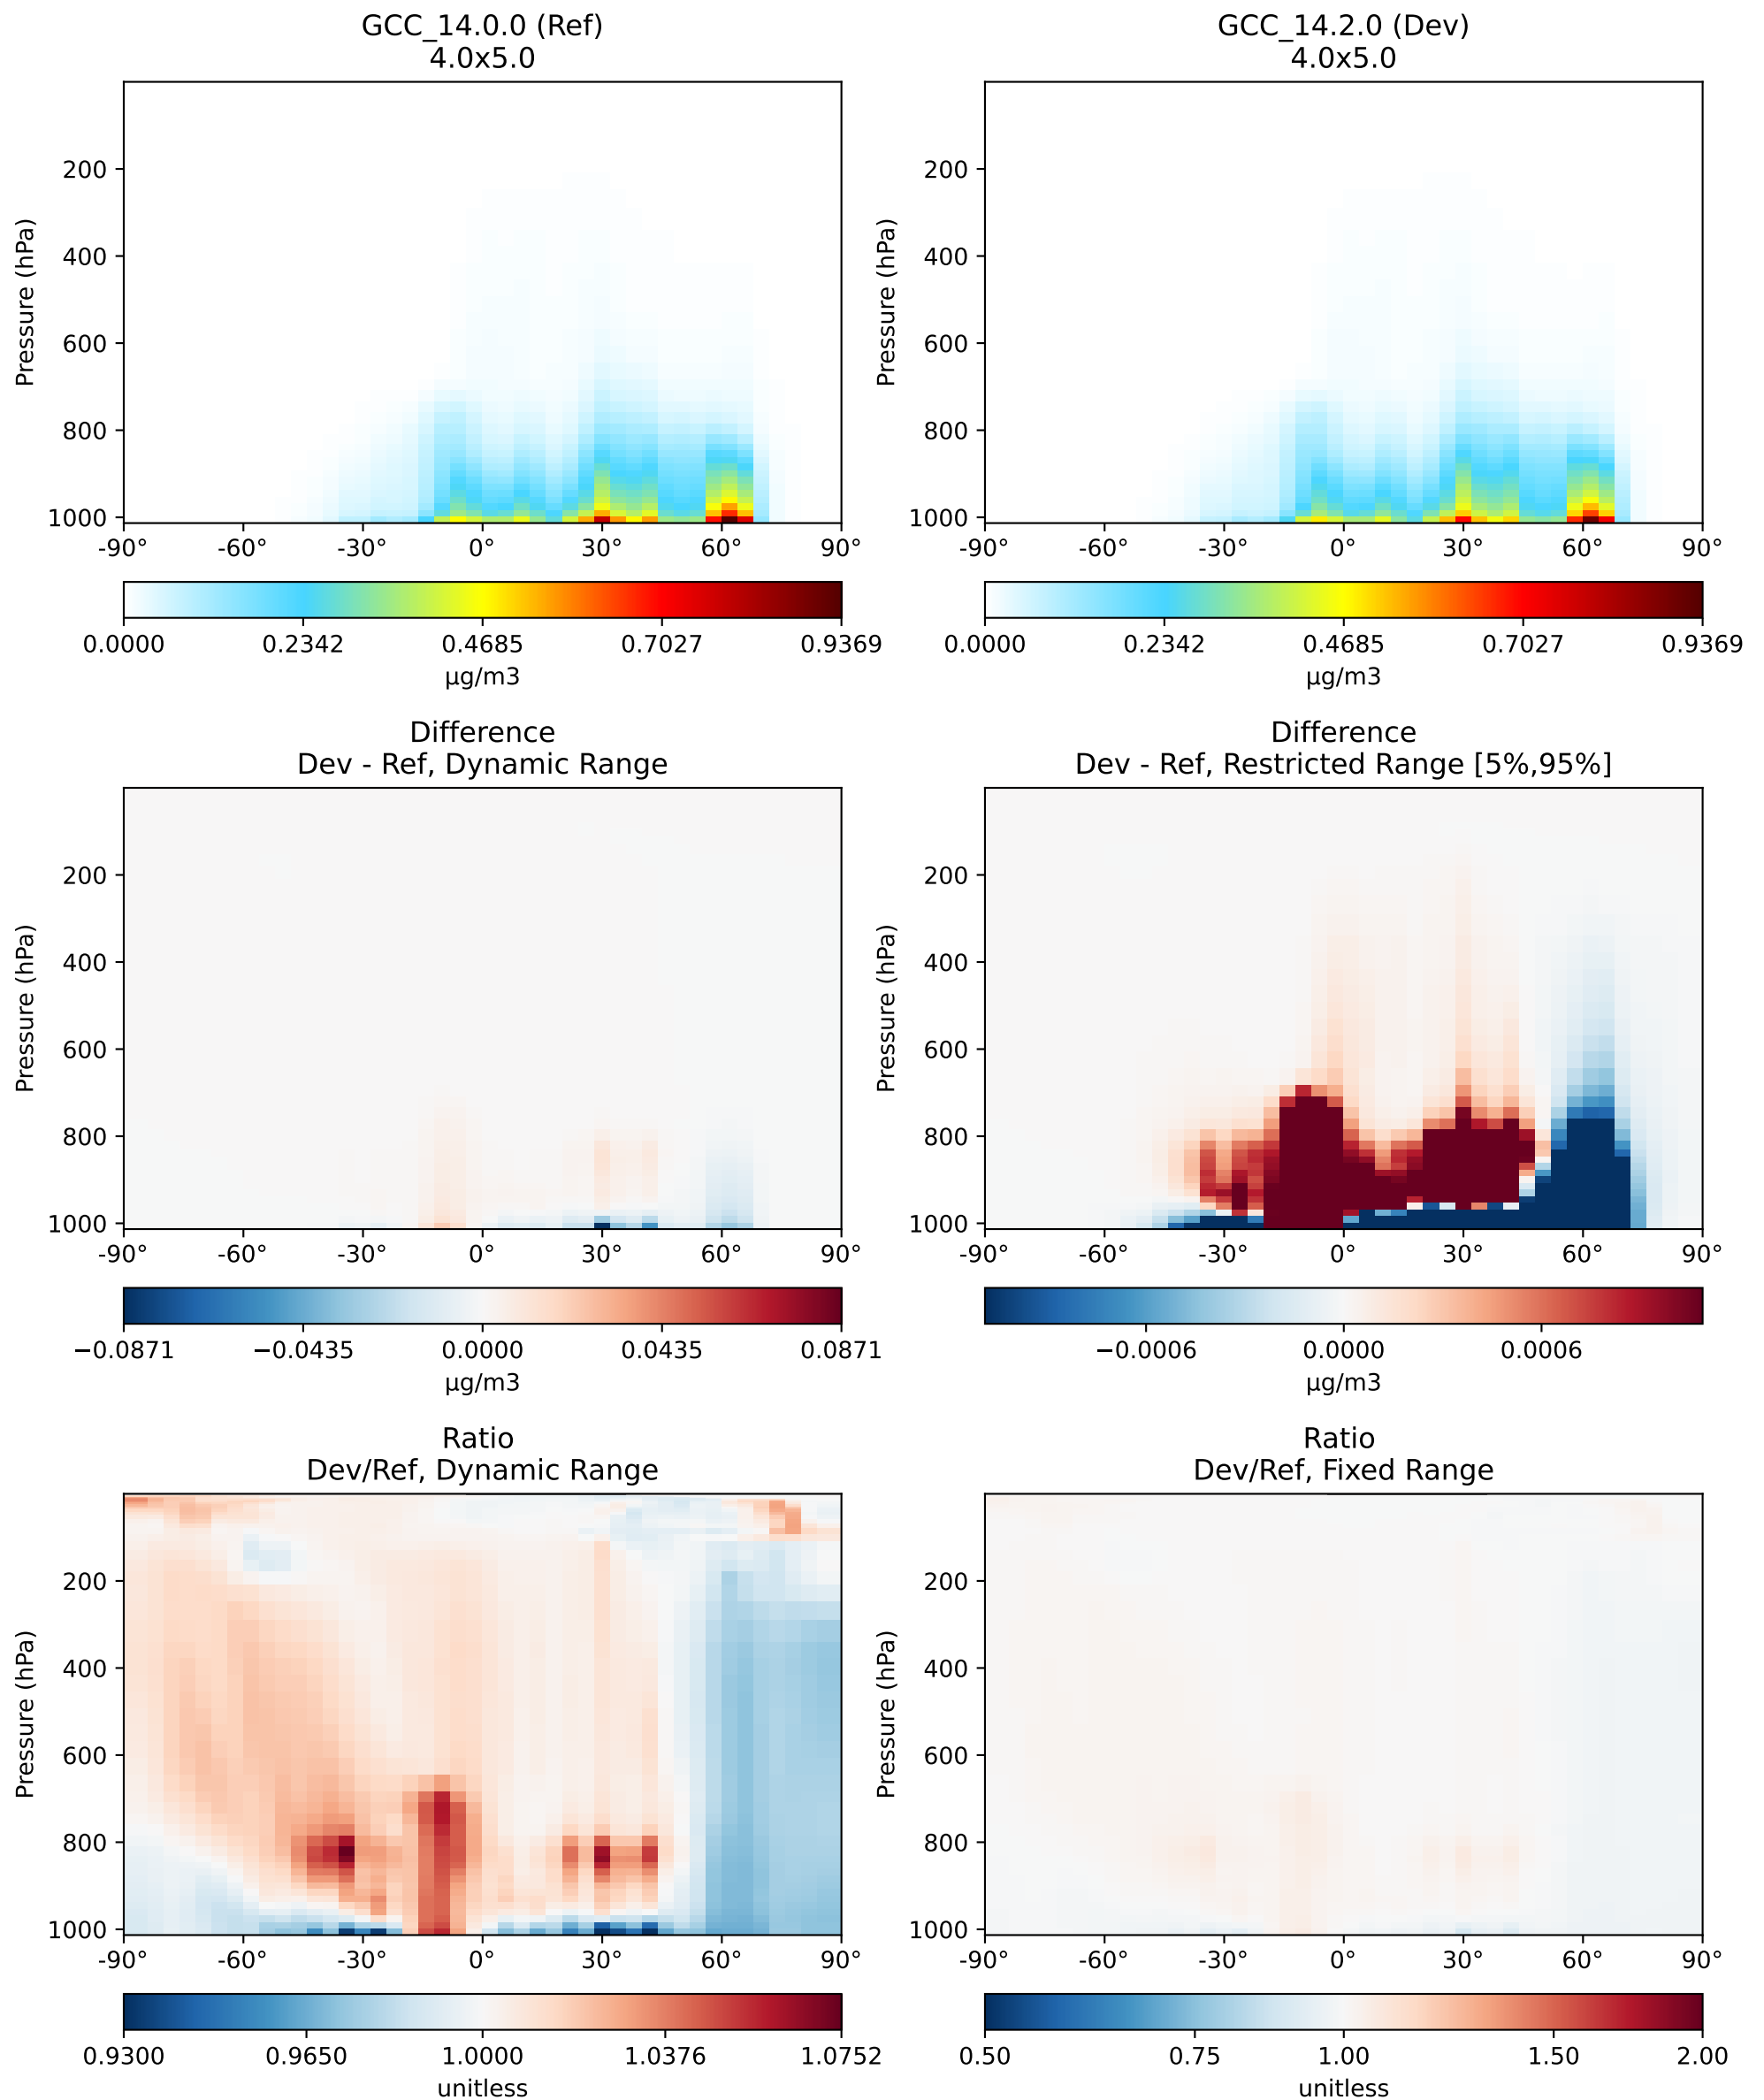 GCC_14.0.0 (Ref)
4.0x5.0
Pressure (hPa)
200
400
600
800
1000
-90° -60° -30° 0° 30° 60° 90°
0.0000 0.2342 0.4685 0.7027 0.9369
µg/m3
GCC_14.2.0 (Dev)
4.0x5.0
Pressure (hPa)
200
400
600
800
1000
-90° -60° -30° 0° 30° 60° 90°
0.0000 0.2342 0.4685 0.7027 0.9369
µg/m3
Difference
Dev - Ref, Dynamic Range
Pressure (hPa)
200
400
600
800
1000
-90° -60° -30° 0° 30° 60° 90°
−0.0871 −0.0435 0.0000 0.0435 0.0871
µg/m3
Difference
Dev - Ref, Restricted Range [5%,95%]
Pressure (hPa)
200
400
600
800
1000
-90° -60° -30° 0° 30° 60° 90°
−0.0006 0.0000 0.0006
µg/m3
Ratio
Dev/Ref, Dynamic Range
Pressure (hPa)
200
400
600
800
1000
-90° -60° -30° 0° 30° 60° 90°
0.9300 0.9650 1.0000 1.0376 1.0752
unitless
Ratio
Dev/Ref, Fixed Range
Pressure (hPa)
200
400
600
800
1000
-90° -60° -30° 0° 30° 60° 90°
0.50 0.75 1.00 1.50 2.00
unitless